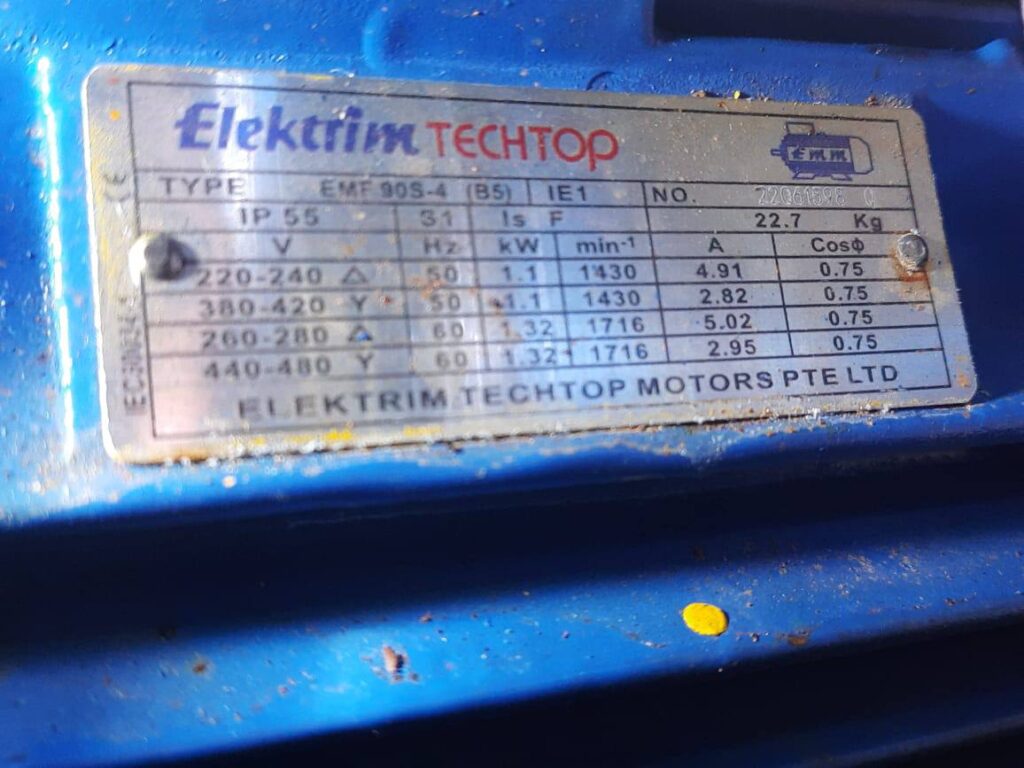 Elektrim TECHTOP
emm
TYPE EMF 90S-4 (B5) IE1 NO. 22061598 0
IP 55 S1 Is F 22.7 Kg
V Hz kW min-1 A CosΦ
220-240 Δ 50 1.1 1430 4.91 0.75
380-420 Y 50 1.1 1430 2.82 0.75
260-280 Δ 60 1.32 1716 5.02 0.75
440-480 Y 60 1.32 1716 2.95 0.75
ELEKTRIM TECHTOP MOTORS PTE LTD
CE